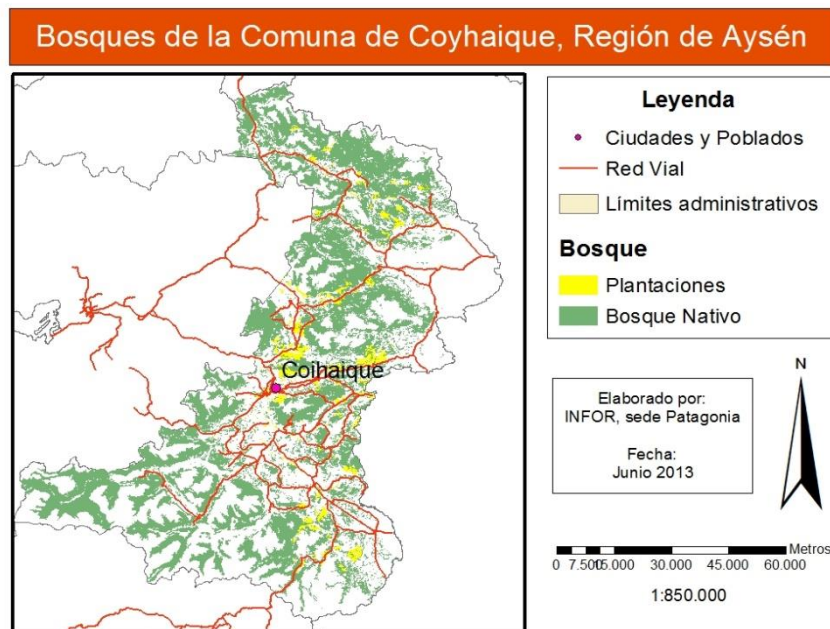 Bosques de la Comuna de Coyhaique, Región de Aysén
Coihaique
Leyenda
Ciudades y Poblados
Red Vial
Límites administrativos
Bosque
Plantaciones
Bosque Nativo
Elaborado por:
INFOR, sede Patagonia
Fecha:
Junio 2013
N
Metros
0 7.500 15.000 30.000 45.000 60.000
1:850.000